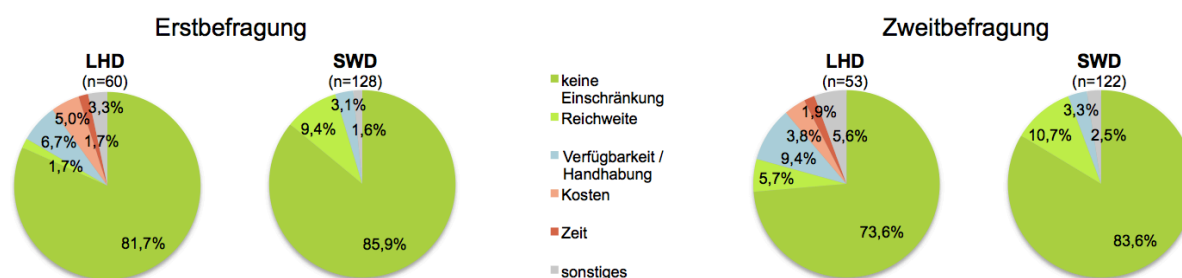 Erstbefragung
LHD
(n=60)
3,3%
5,0%
6,7%
1,7%
1,7%
81,7%
SWD
(n=128)
3,1%
9,4%
1,6%
85,9%
keine
Einschränkung
Reichweite
Verfügbarkeit /
Handhabung
Kosten
Zeit
sonstiges
Zweitbefragung
LHD
(n=53)
1,9%
3,8%
5,6%
9,4%
5,7%
73,6%
SWD
(n=122)
3,3%
10,7%
2,5%
83,6%